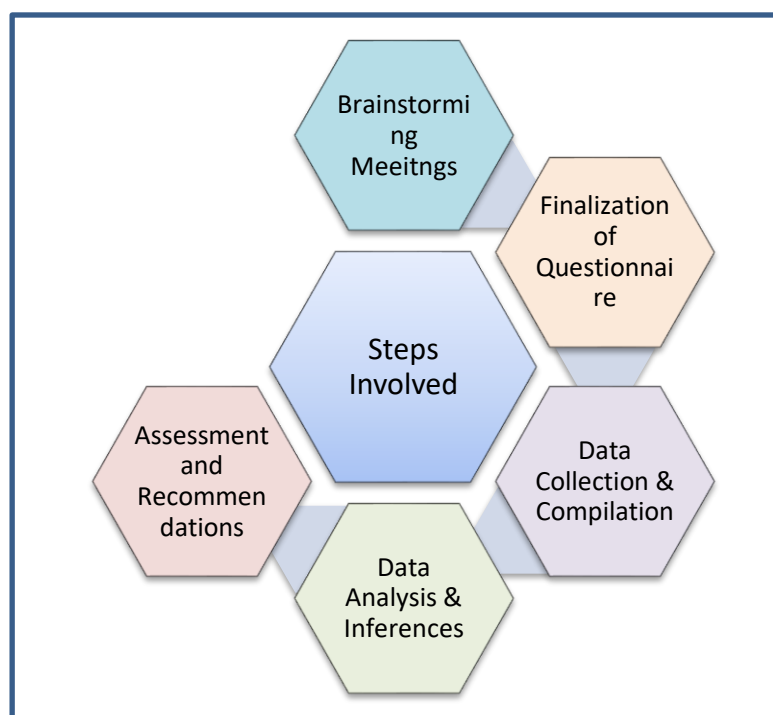 Brainstormi
ng
Meeitngs
Finalization
of
Questionnai
re
Steps
Involved
Data
Collection &
Compilation
Data
Analysis &
Inferences
Assessment
and
Recommen
dations